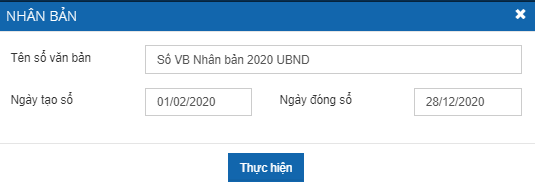 NHÂN BẢN
Tên sổ văn bản
Số VB Nhân bản 2020 UBND
Ngày tạo sổ
01/02/2020
Ngày đóng sổ
28/12/2020
Thực hiện